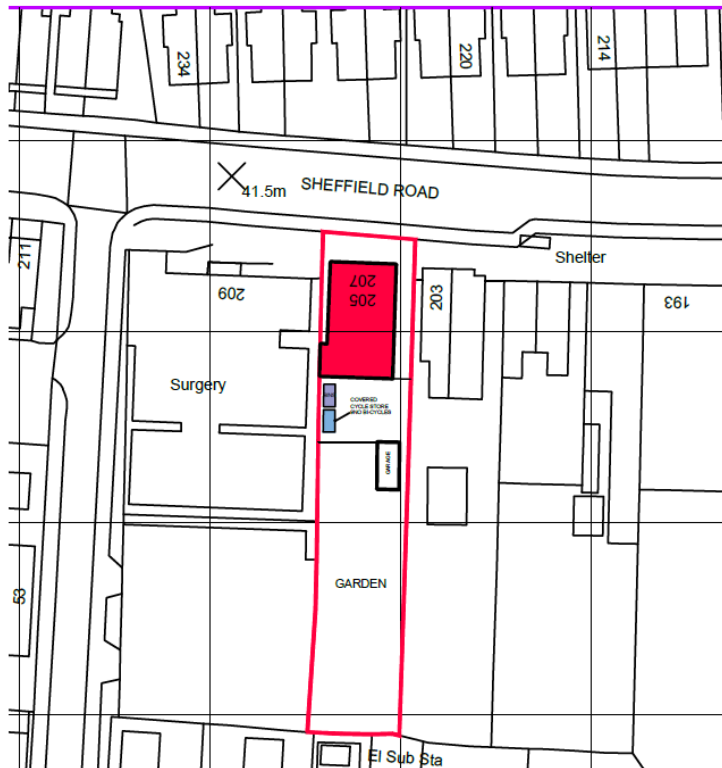 234
220
214
41.5m
SHEFFIELD ROAD
Shelter
211
209
207
205
203
193
Surgery
COVERED
CYCLE STORE
GARAGE
GARDEN
53
El Sub Sta